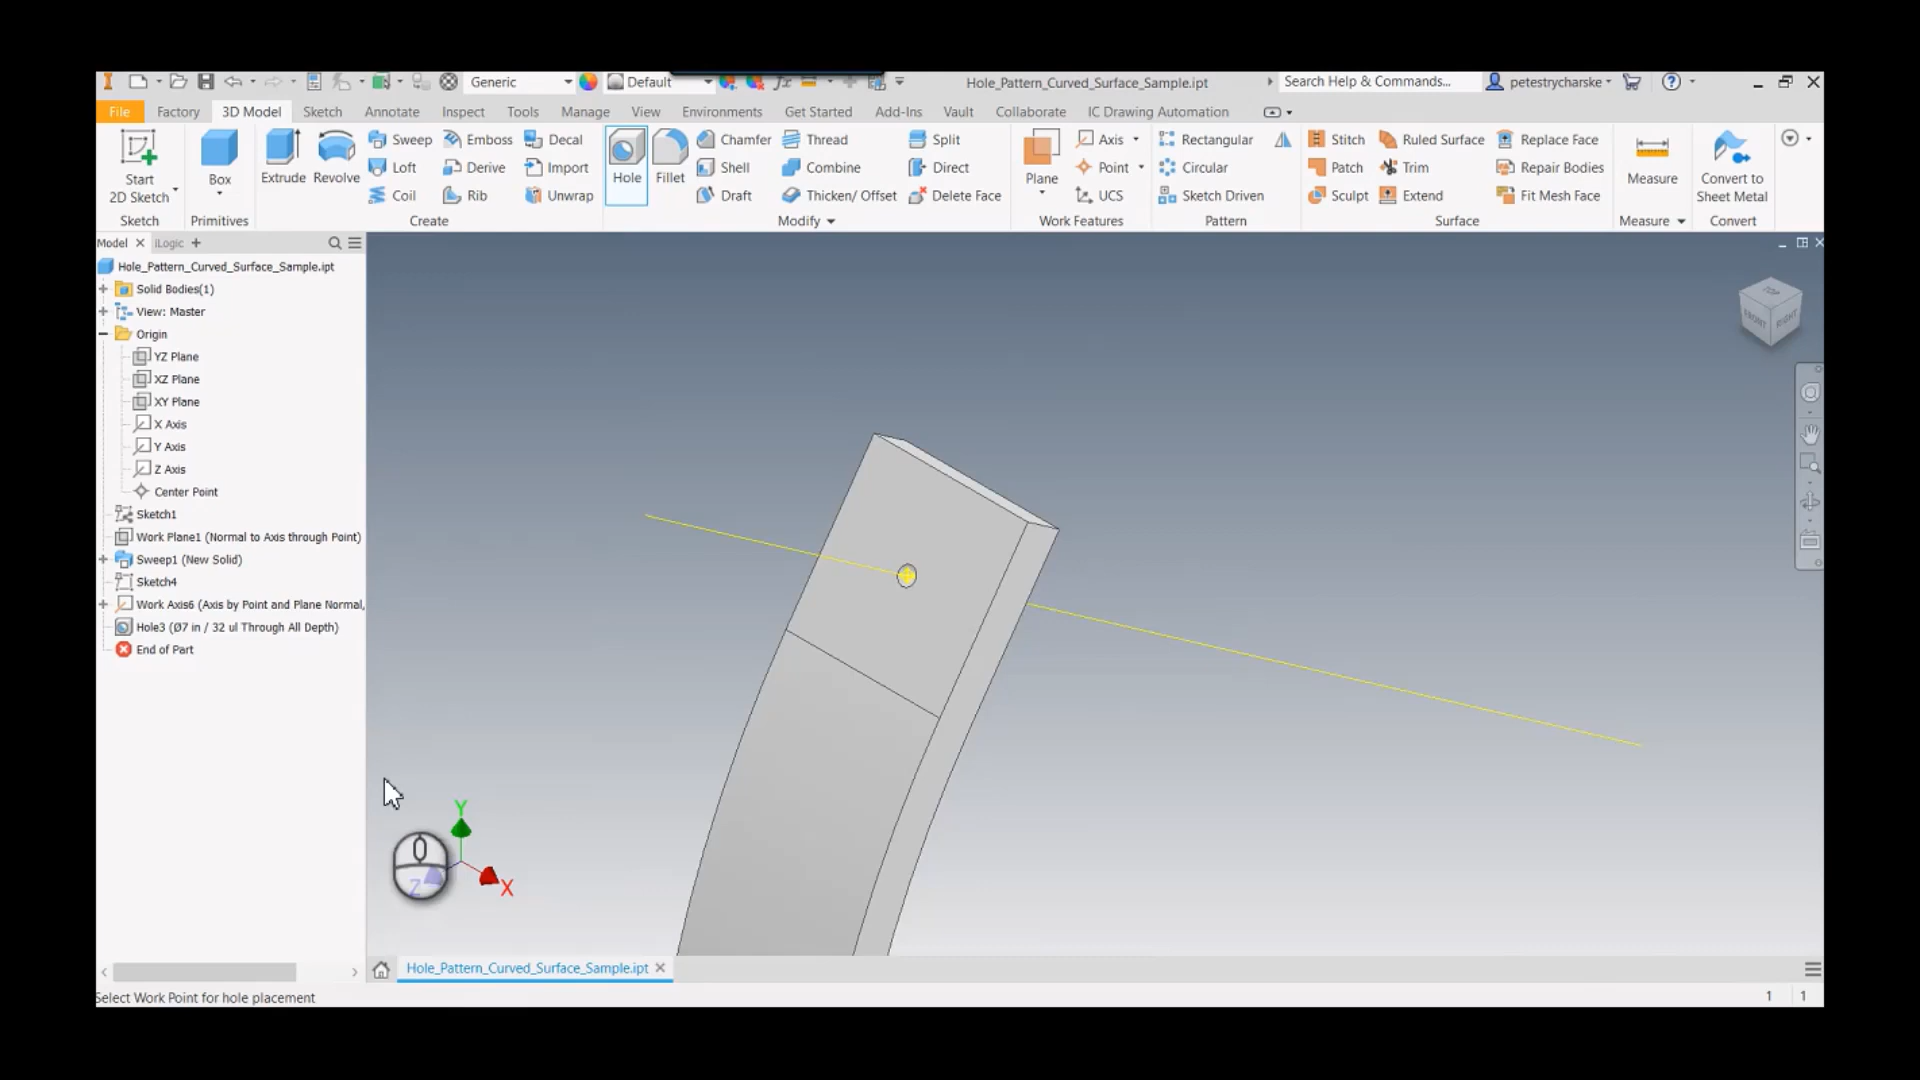 Generic Default Hole_Pattern_Curved_Surface_Sample.ipt Search Help & Commands... petestrycharske
File Factory 3D Model Sketch Annotate Inspect Tools Manage View Environments Get Started Add-Ins Vault Collaborate IC Drawing Automation
Sweep Emboss Decal Chamfer Thread Split Axis Rectangular Stitch Ruled Surface Replace Face
Loft Derive Import Shell Combine Direct Point Circular Patch Trim Repair Bodies
Start Box Extrude Revolve Hole Fillet Plane Measure Convert to
2D Sketch Coil Rib Unwrap Draft Thicken/ Offset Delete Face UCS Sketch Driven Sculpt Extend Fit Mesh Face Sheet Metal
Sketch Primitives Create Modify Work Features Pattern Surface Measure Convert
Model iLogic
Hole_Pattern_Curved_Surface_Sample.ipt
Solid Bodies(1)
View: Master
Origin
YZ Plane
XZ Plane
XY Plane
X Axis
Y Axis
Z Axis
Center Point
Sketch1
Work Plane1 (Normal to Axis through Point)
Sweep1 (New Solid)
Sketch4
Work Axis6 (Axis by Point and Plane Normal,
Hole3 (Ø7 in / 32 ul Through All Depth)
End of Part
TOP
FRONT RIGHT
Y
Z X
Hole_Pattern_Curved_Surface_Sample.ipt
Select Work Point for hole placement 1 1